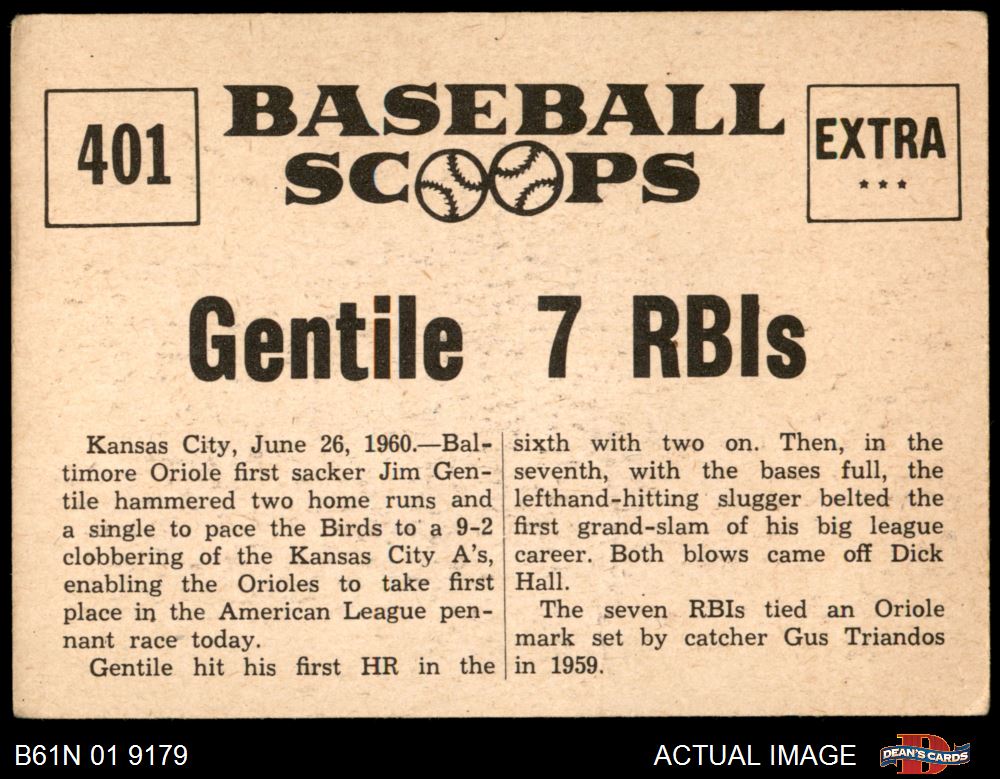 401
BASEBALL
SCOOPS
EXTRA
Gentile 7 RBIs
Kansas City, June 26, 1960.—Bal-
timore Oriole first sacker Jim Gen-
tile hammered two home runs and
a single to pace the Birds to a 9-2
clobbering of the Kansas City A's,
enabling the Orioles to take first
place in the American League pen-
nant race today.
Gentile hit his first HR in the
sixth with two on. Then, in the
seventh, with the bases full, the
lefthand-hitting slugger belted the
first grand-slam of his big league
career. Both blows came off Dick
Hall.
The seven RBIs tied an Oriole
mark set by catcher Gus Triandos
in 1959.
B61N 01 9179
ACTUAL IMAGE
DEAN'S CARDS